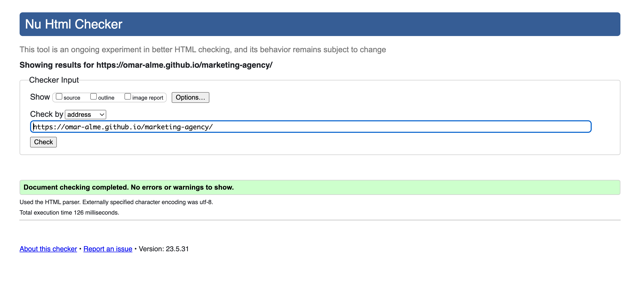 Nu Html Checker
This tool is an ongoing experiment in better HTML checking, and its behavior remains subject to change
Showing results for https://omar-alme.github.io/marketing-agency/
Checker Input
Show source outline image report Options...
Check by address
https://omar-alme.github.io/marketing-agency/
Check
Document checking completed. No errors or warnings to show.
Used the HTML parser. Externally specified character encoding was utf-8.
Total execution time 126 milliseconds.
About this checker • Report an issue • Version: 23.5.31